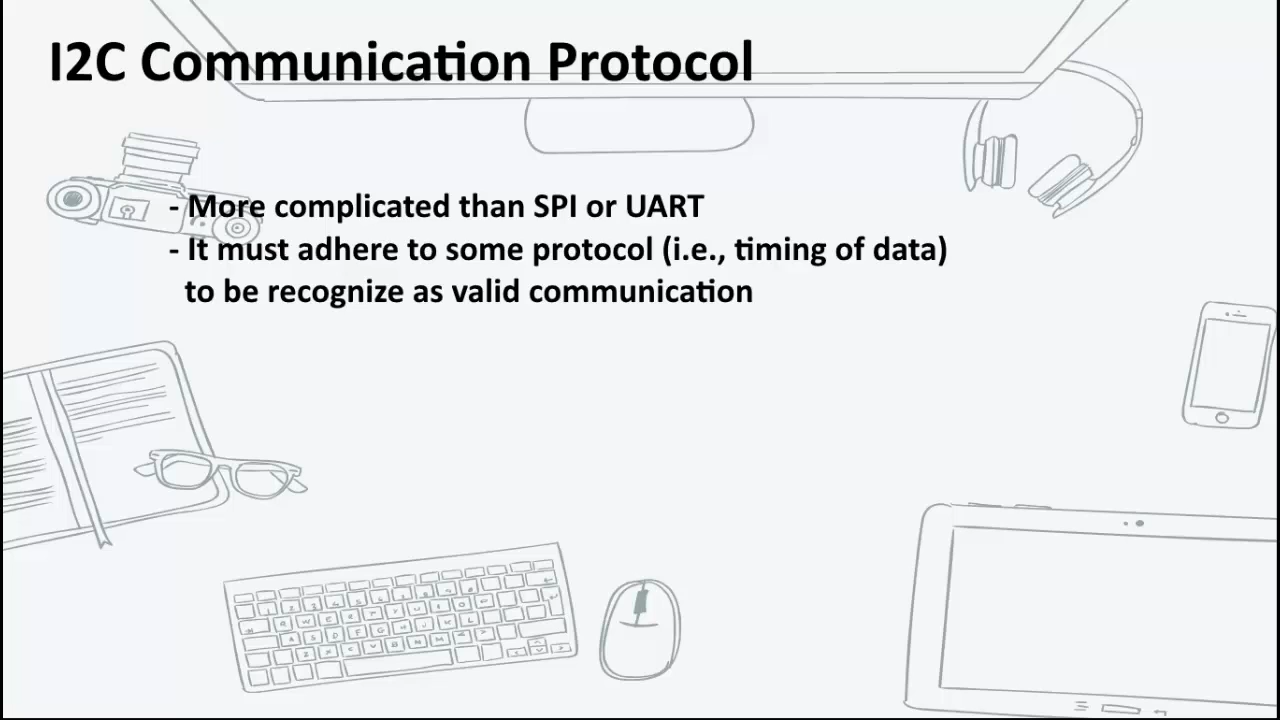 I2C Communication Protocol
- More complicated than SPI or UART
- It must adhere to some protocol (i.e., timing of data)
to be recognize as valid communication